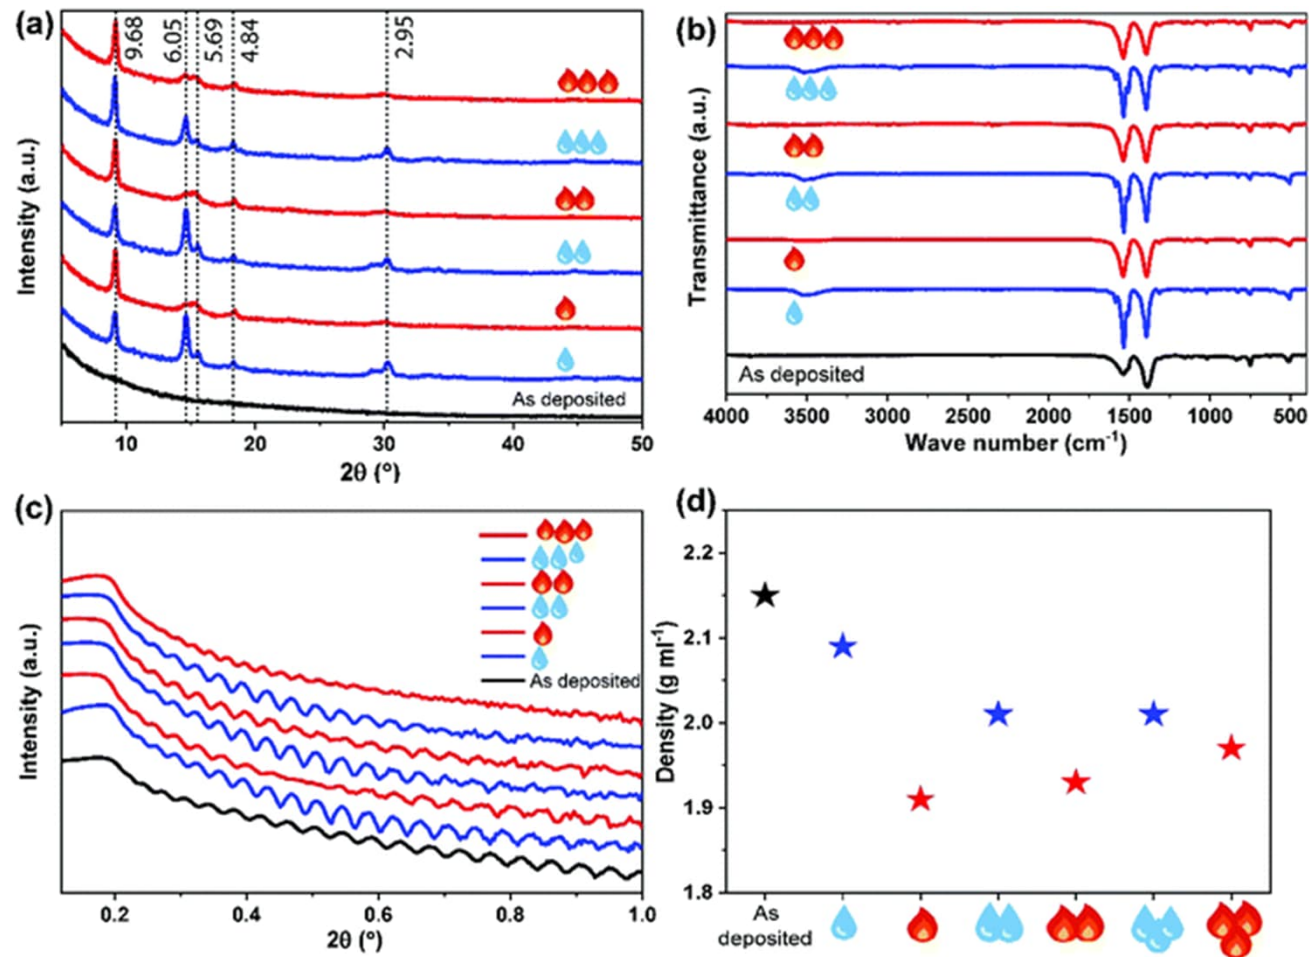 (a)
9.68
6.05
5.69
4.84
2.95
Intensity (a.u.)
As deposited
10
20
30
40
50
2θ (°)
(b)
Transmittance (a.u.)
As deposited
4000
3500
3000
2500
2000
1500
1000
500
Wave number (cm⁻¹)
(c)
Intensity (a.u.)
As deposited
0.2
0.4
0.6
0.8
1.0
2θ (°)
(d)
Density (g ml⁻¹)
2.2
2.1
2.0
1.9
1.8
As
deposited